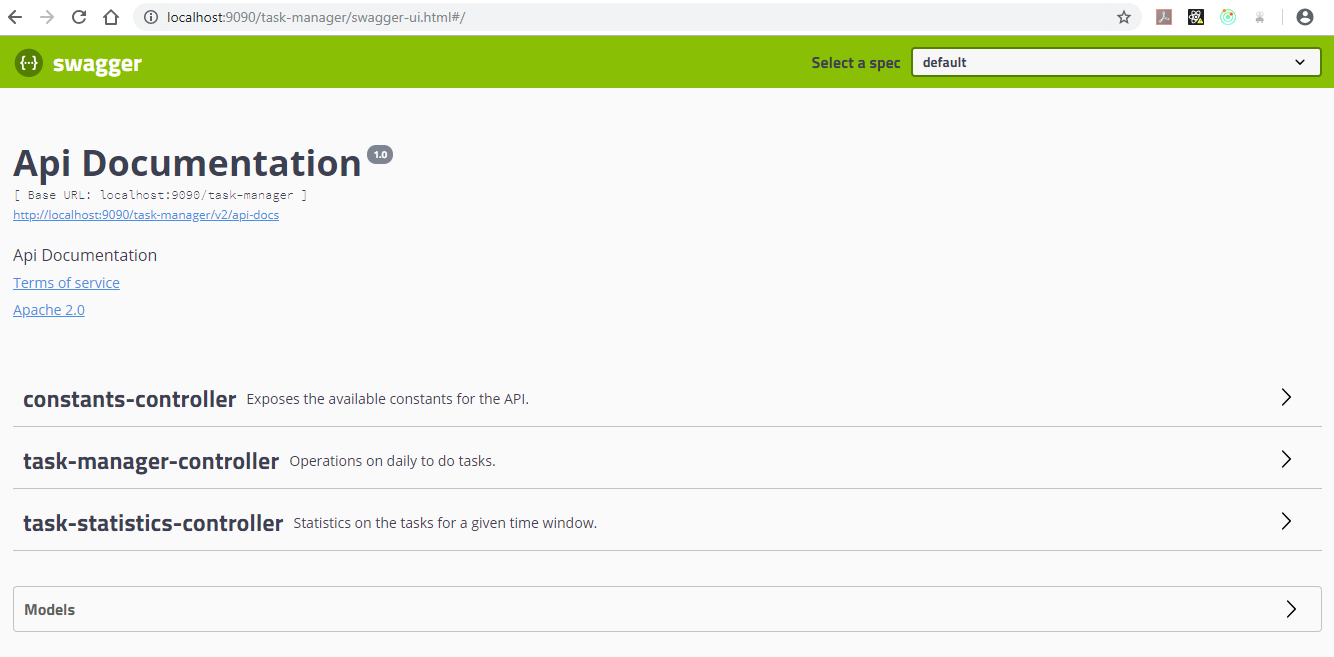 localhost:9090/task-manager/swagger-ui.html#/
{··} swagger
Select a spec
default
Api Documentation 1.0
[ Base URL: localhost:9090/task-manager ]
http://localhost:9090/task-manager/v2/api-docs
Api Documentation
Terms of service
Apache 2.0
constants-controller Exposes the available constants for the API.
task-manager-controller Operations on daily to do tasks.
task-statistics-controller Statistics on the tasks for a given time window.
Models